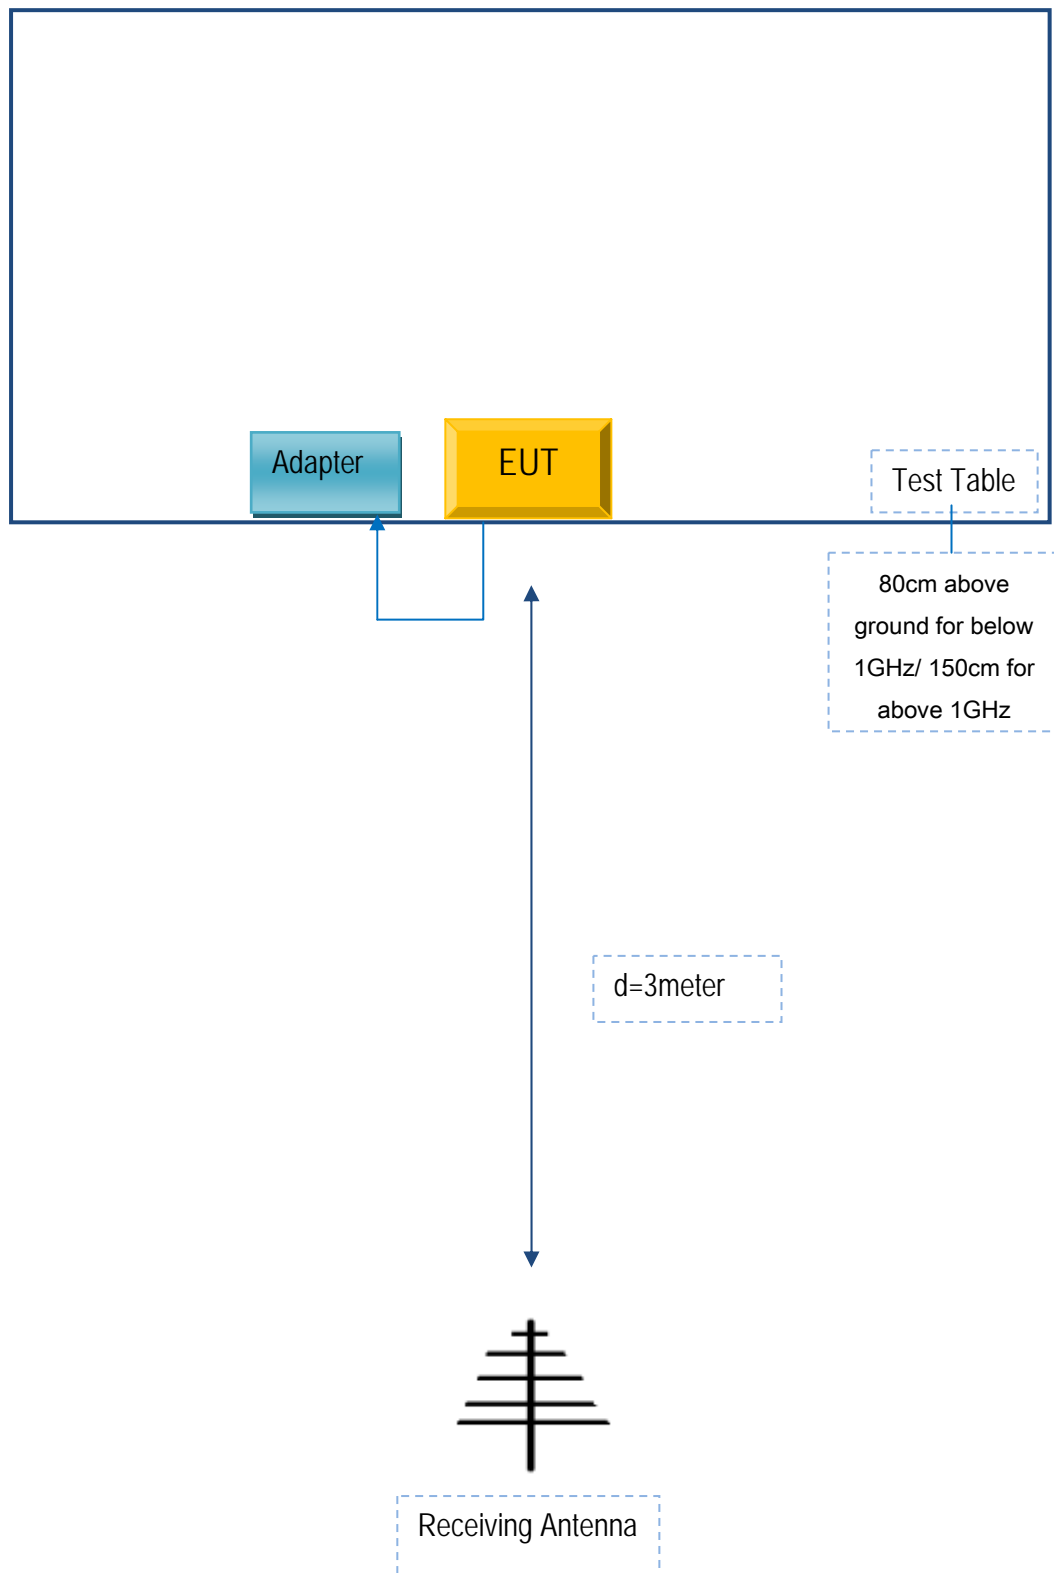 Adapter
EUT
Test Table
80cm above
ground for below
1GHz/ 150cm for
above 1GHz
d=3meter
Receiving Antenna